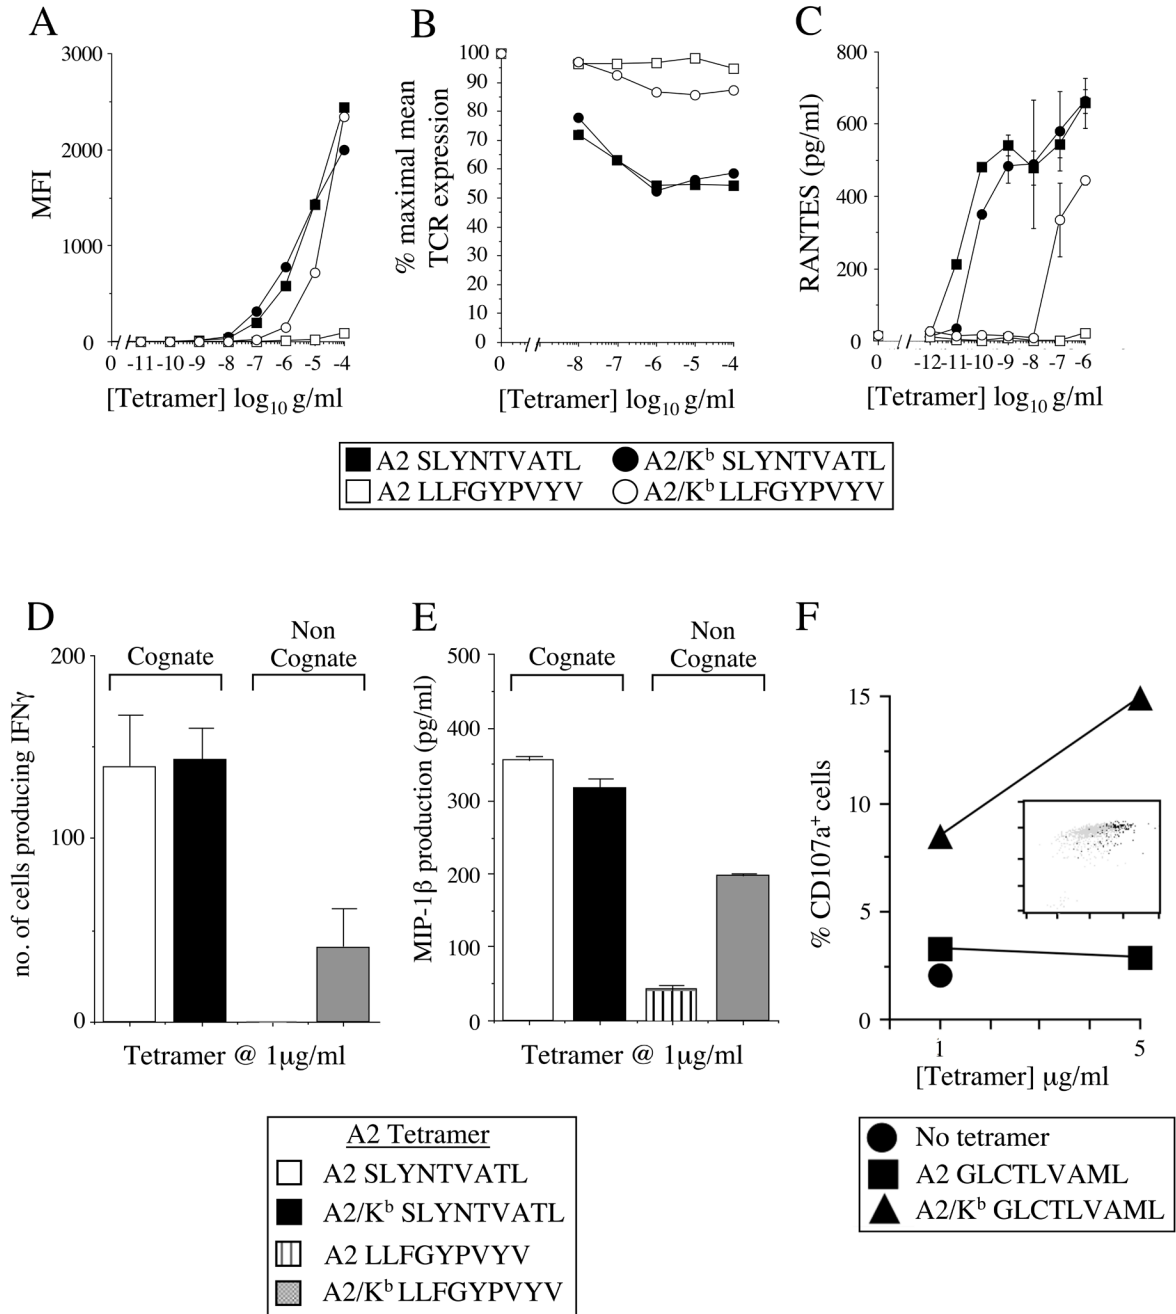 A
3000
2000
1000
0
MFI
0 -11 -10 -9 -8 -7 -6 -5 -4
[Tetramer] log10 g/ml
B
100
90
80
70
60
50
40
30
20
10
0
% maximal mean
TCR expression
0 -8 -7 -6 -5 -4
[Tetramer] log10 g/ml
C
800
600
400
200
0
RANTES (pg/ml)
0 -12 -11 -10 -9 -8 -7 -6
[Tetramer] log10 g/ml
A2 SLYNTVATL
A2/Kb SLYNTVATL
A2 LLFGYPVYV
A2/Kb LLFGYPVYV
D
200
100
0
no. of cells producing IFNγ
Cognate
Non
Cognate
Tetramer @ 1µg/ml
E
500
400
300
200
100
0
MIP-1β production (pg/ml)
Cognate
Non
Cognate
Tetramer @ 1µg/ml
F
15
10
5
0
% CD107a+ cells
1 5
[Tetramer] µg/ml
A2 Tetramer
A2 SLYNTVATL
A2/Kb SLYNTVATL
A2 LLFGYPVYV
A2/Kb LLFGYPVYV
No tetramer
A2 GLCTLVAML
A2/Kb GLCTLVAML